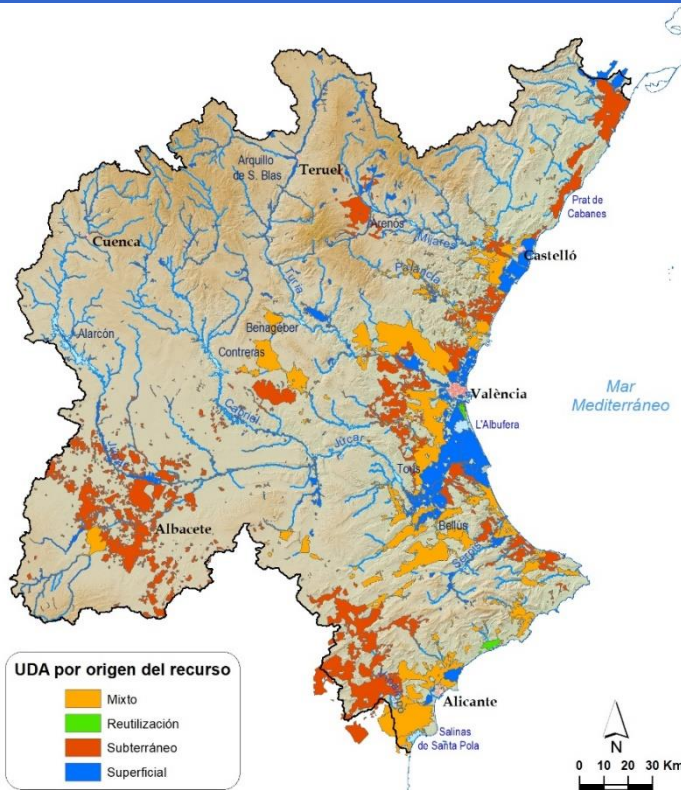 Arquillo
de S. Blas
Teruel
Prat de
Cabanes
Arenós
Mijares
Cuenca
Castelló
Palancia
Turia
Alarcón
Benagéber
Contreras
València
Mar
Mediterráneo
L'Albufera
Cabriel
Júcar
Júcar
Tous
Albacete
Bellús
Serpis
UDA por origen del recurso
Mixto
Reutilización
Subterráneo
Superficial
Alicante
Salinas
de Santa Pola
N
0 10 20 30 Km